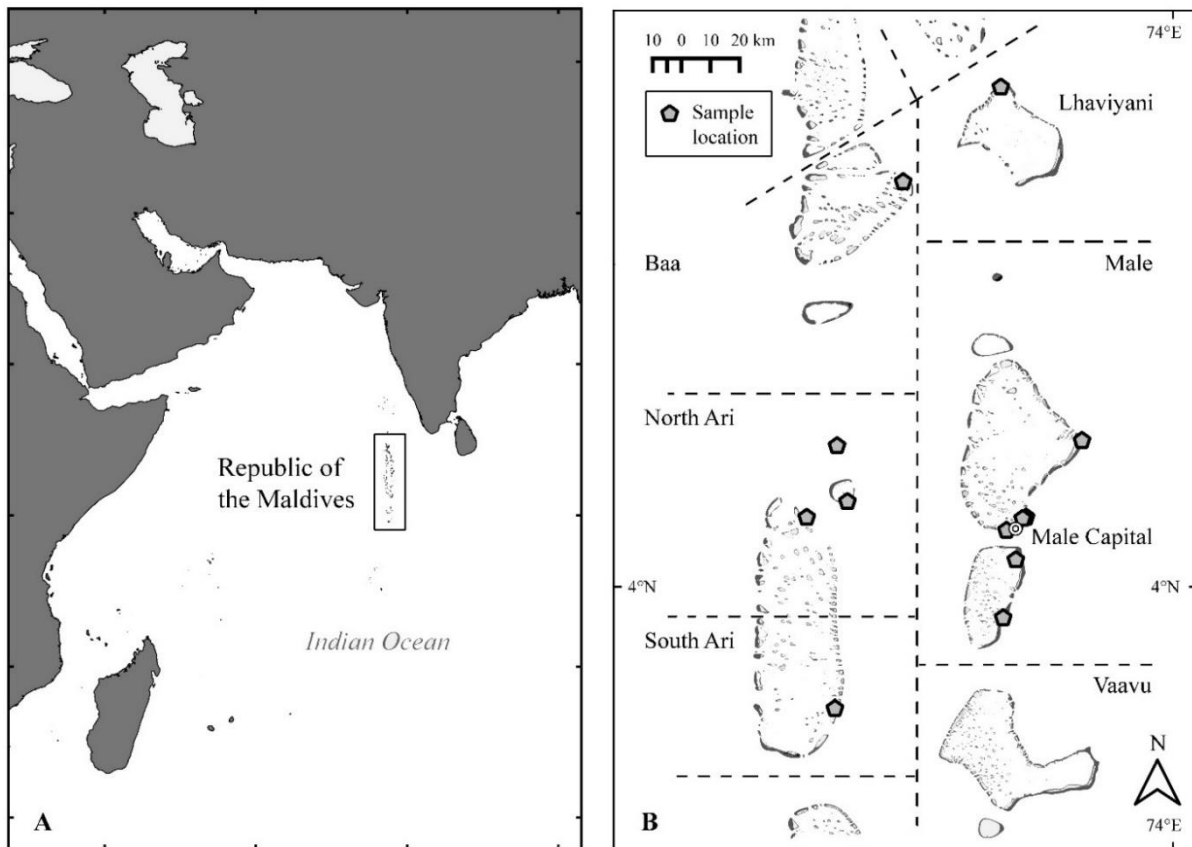 Republic of
the Maldives
Indian Ocean
A
10 0 10 20 km
Sample
location
74°E
Lhaviyani
Baa
Male
North Ari
Male Capital
4°N
4°N
South Ari
Vaavu
N
B
74°E